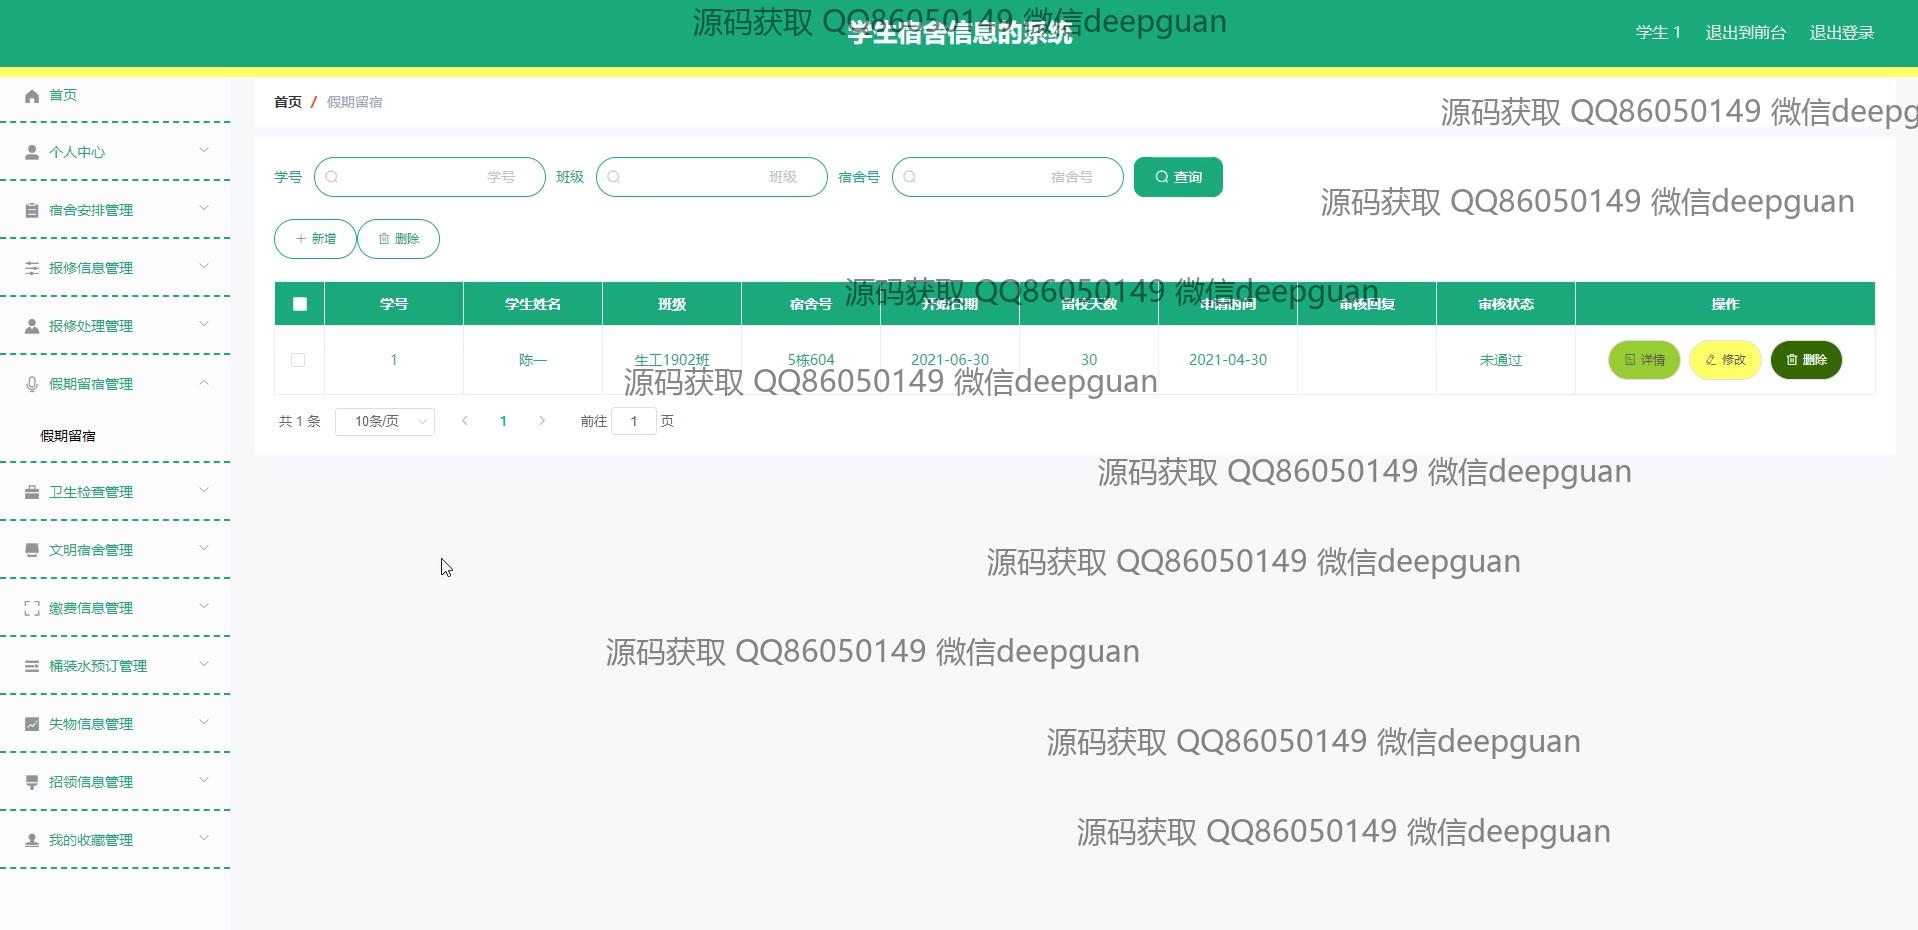 源码获取 QQ86050149 微信deepguan
学生宿舍信息的系统
学生 1 退出到前台 退出登录
首页
个人中心
宿舍安排管理
报修信息管理
报修处理管理
假期留宿管理
假期留宿
卫生检查管理
文明宿舍管理
缴费信息管理
桶装水预订管理
失物信息管理
招领信息管理
我的收藏管理
首页 / 假期留宿
源码获取 QQ86050149 微信deepg
学号 学号 班级 班级 宿舍号 宿舍号 查询
源码获取 QQ86050149 微信deepguan
新增 删除
源码获取 QQ86050149 微信deepguan
学号 学生姓名 班级 宿舍号 开始日期 留校天数 申请时间 审核回复 审核状态 操作
1 陈一 生工1902班 5栋604 2021-06-30 30 2021-04-30 未通过 详情 修改 删除
源码获取 QQ86050149 微信deepguan
共 1 条 10条/页 1 前往 1 页
源码获取 QQ86050149 微信deepguan
源码获取 QQ86050149 微信deepguan
源码获取 QQ86050149 微信deepguan
源码获取 QQ86050149 微信deepguan
源码获取 QQ86050149 微信deepguan